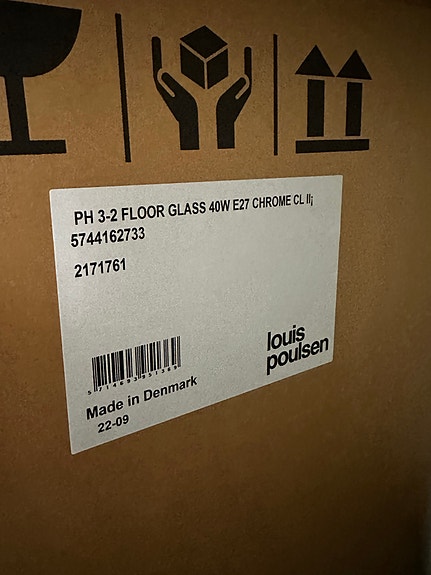 PH 3-2 FLOOR GLASS 40W E27 CHROME CL II¡
5744162733
2171761
5714693951369
louis
poulsen
Made in Denmark
22-09